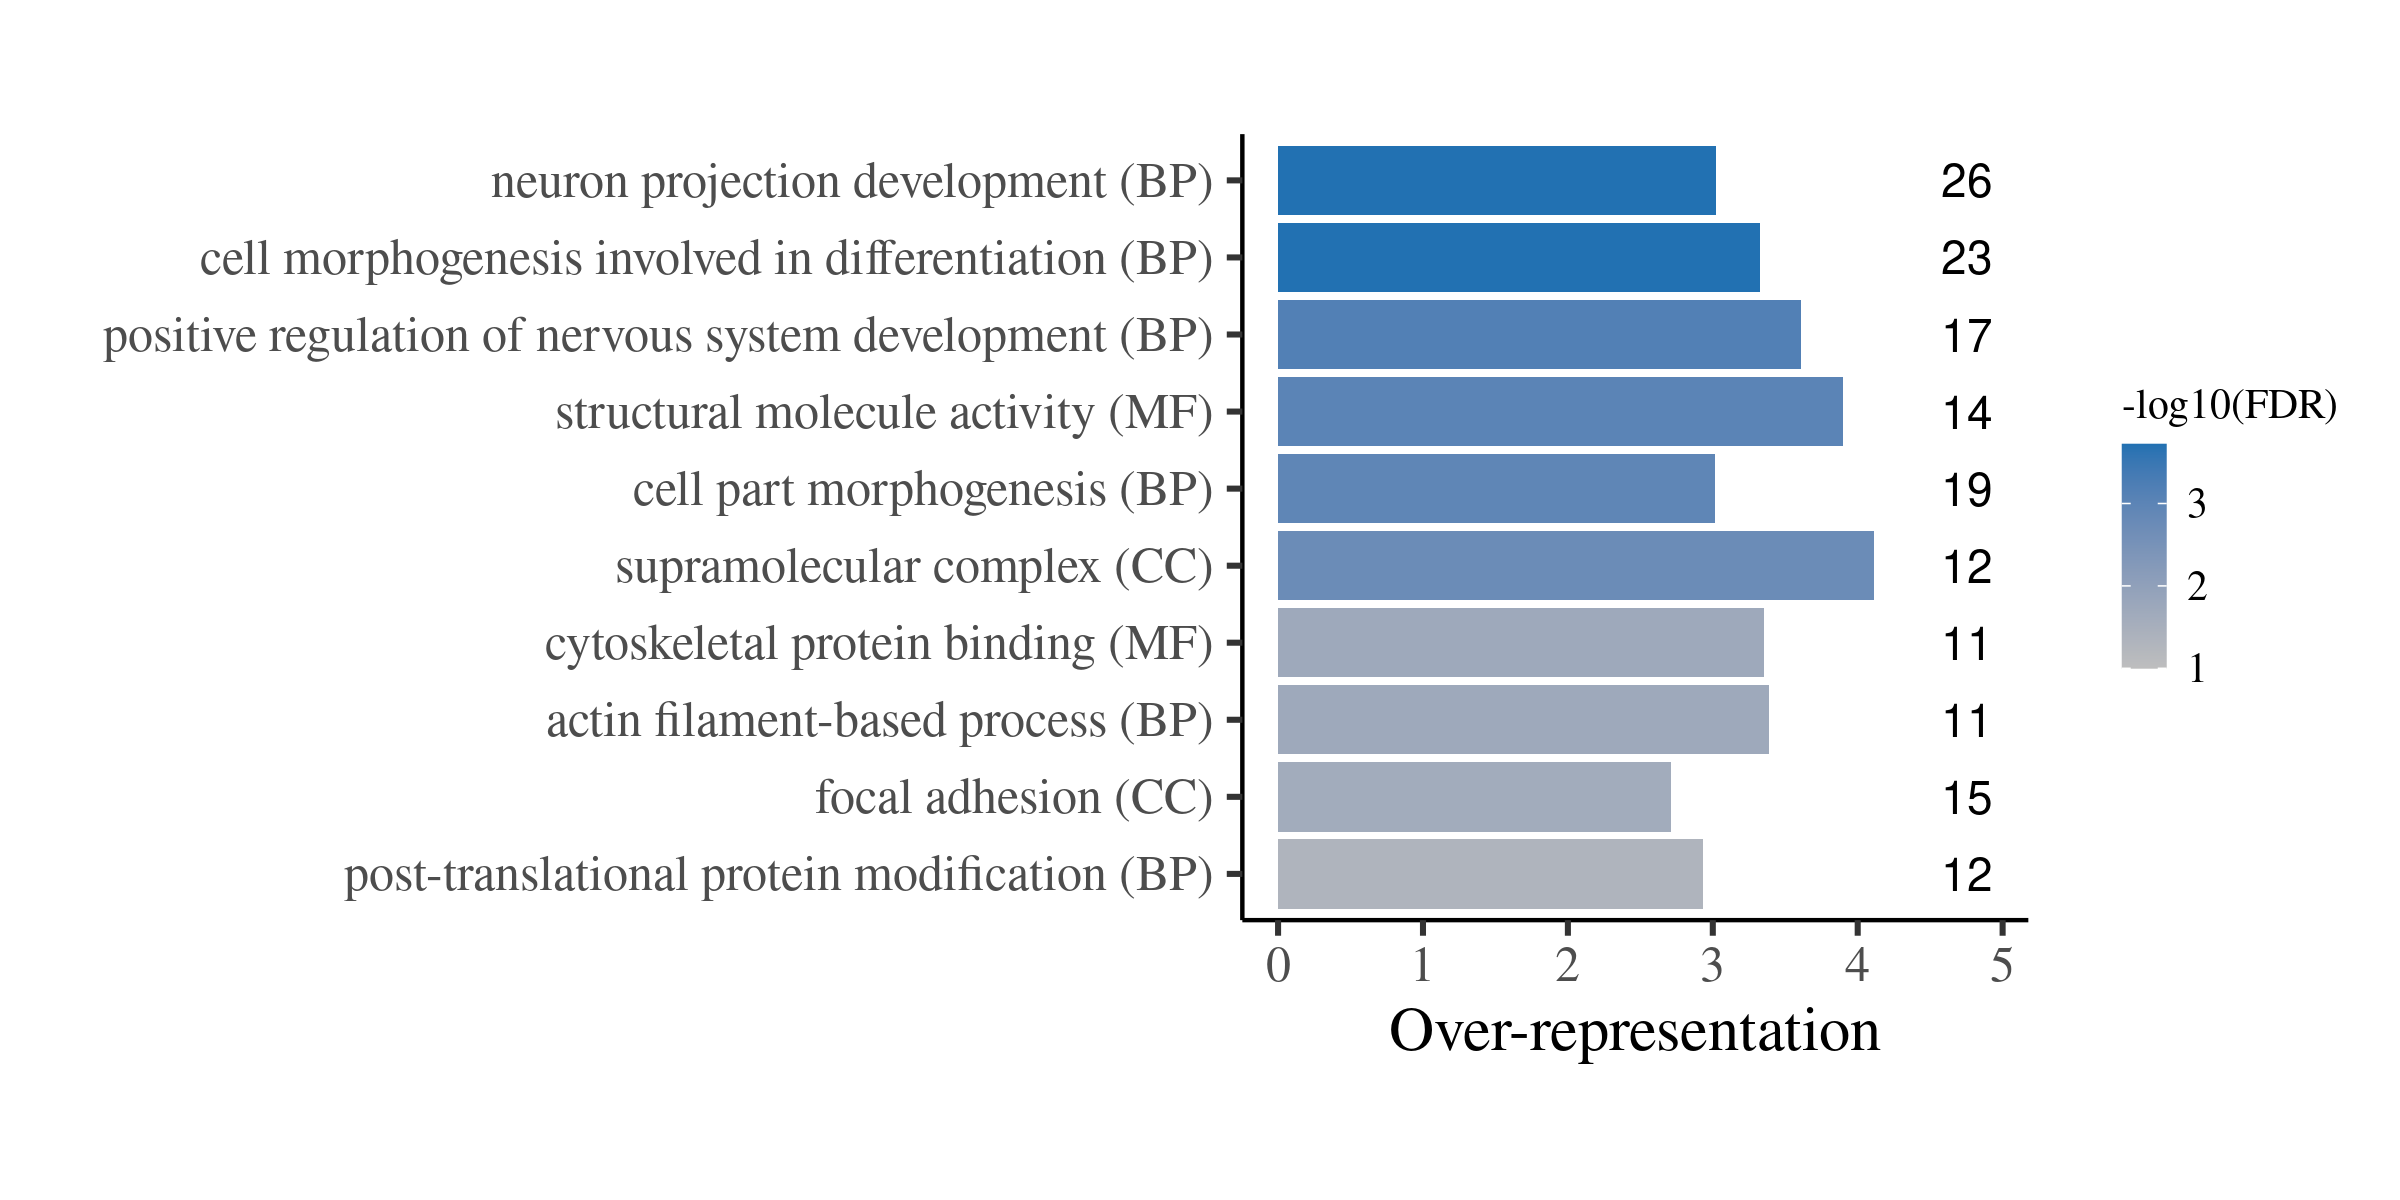 neuron projection development (BP) 26
cell morphogenesis involved in differentiation (BP) 23
positive regulation of nervous system development (BP) 17
structural molecule activity (MF) 14
cell part morphogenesis (BP) 19
supramolecular complex (CC) 12
cytoskeletal protein binding (MF) 11
actin filament-based process (BP) 11
focal adhesion (CC) 15
post-translational protein modification (BP) 12
0 1 2 3 4 5
Over-representation
-log10(FDR)
3
2
1